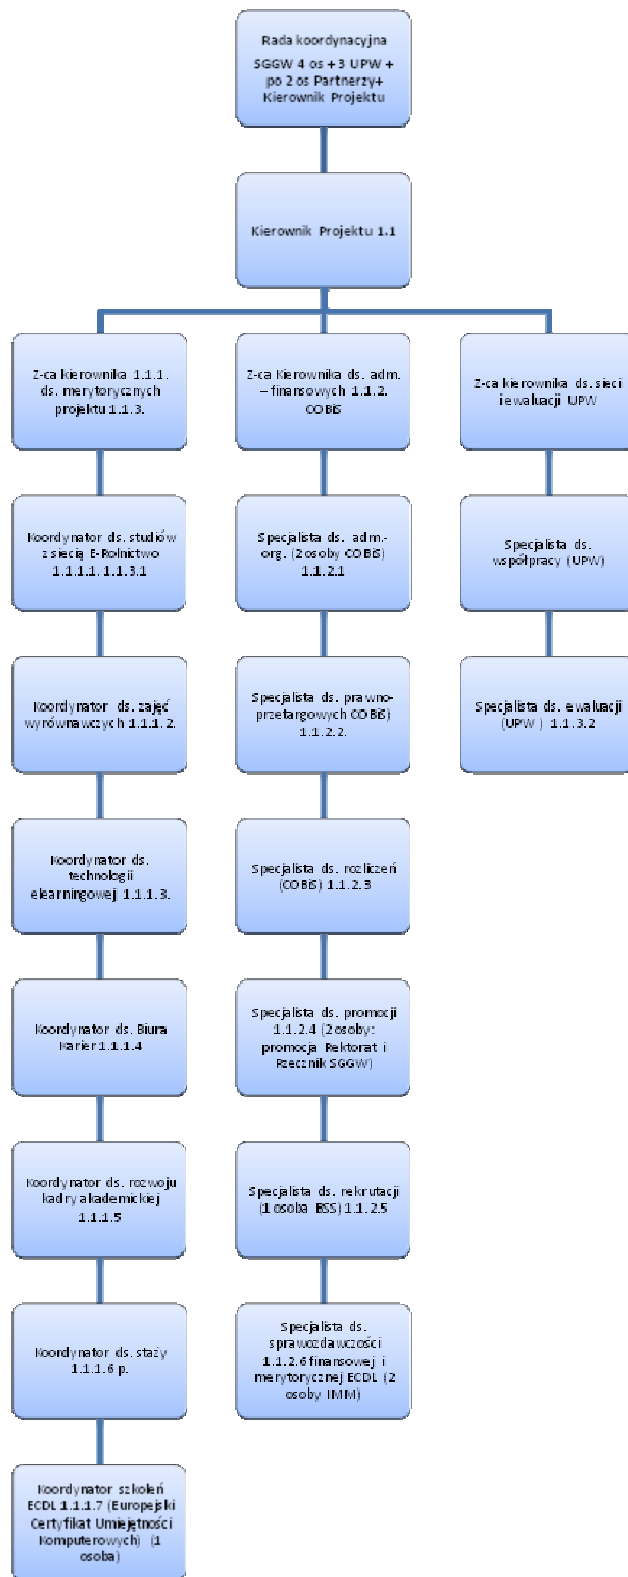 Rada koordynacyjna
SGGW 4 os + 3 UPW +
po 2 os Partnerzy+
Kierownik Projektu
Kierownik Projektu 1.1
Z-ca kierownika 1.1.1.
ds. merytorycznych
projektu 1.1.3.
Koordynator ds. studiów
z siecią E-Rolnictwo
1.1.1.1. 1.1.3.1
Koordynator ds. zajęć
wyrównawczych 1.1.1.2.
Koordynator ds.
technologii
elearningowej 1.1.1.3.
Koordynator ds. Biura
Karier 1.1.1.4
Koordynator ds. rozwoju
kadry akademickiej
1.1.1.5
Koordynator ds. staży
1.1.1.6 p.
Koordynator szkoleń
ECDL 1.1.1.7 (Europejski
Certyfikat Umiejętności
Komputerowych) (1
osoba)
Z-ca Kierownika ds. adm.
– finansowych 1.1.2.
COBiS
Specjalista ds. adm.-
org. (2 osoby COBiS)
1.1.2.1
Specjalista ds. prawno-
przetargowych COBiS)
1.1.2.2.
Specjalista ds. rozliczeń
(COBiS) 1.1.2.3
Specjalista ds. promocji
1.1.2.4 (2 osoby:
promocja Rektorat i
Rzecznik SGGW)
Specjalista ds. rekrutacji
(1 osoba BSS) 1.1.2.5
Specjalista ds.
sprawozdawczości
1.1.2.6 finansowej i
merytorycznej ECDL (2
osoby IMM)
Z-ca kierownika ds. sieci
i ewaluacji UPW
Specjalista ds.
współpracy (UPW)
Specjalista ds. ewaluacji
(UPW ) 1.1.3.2